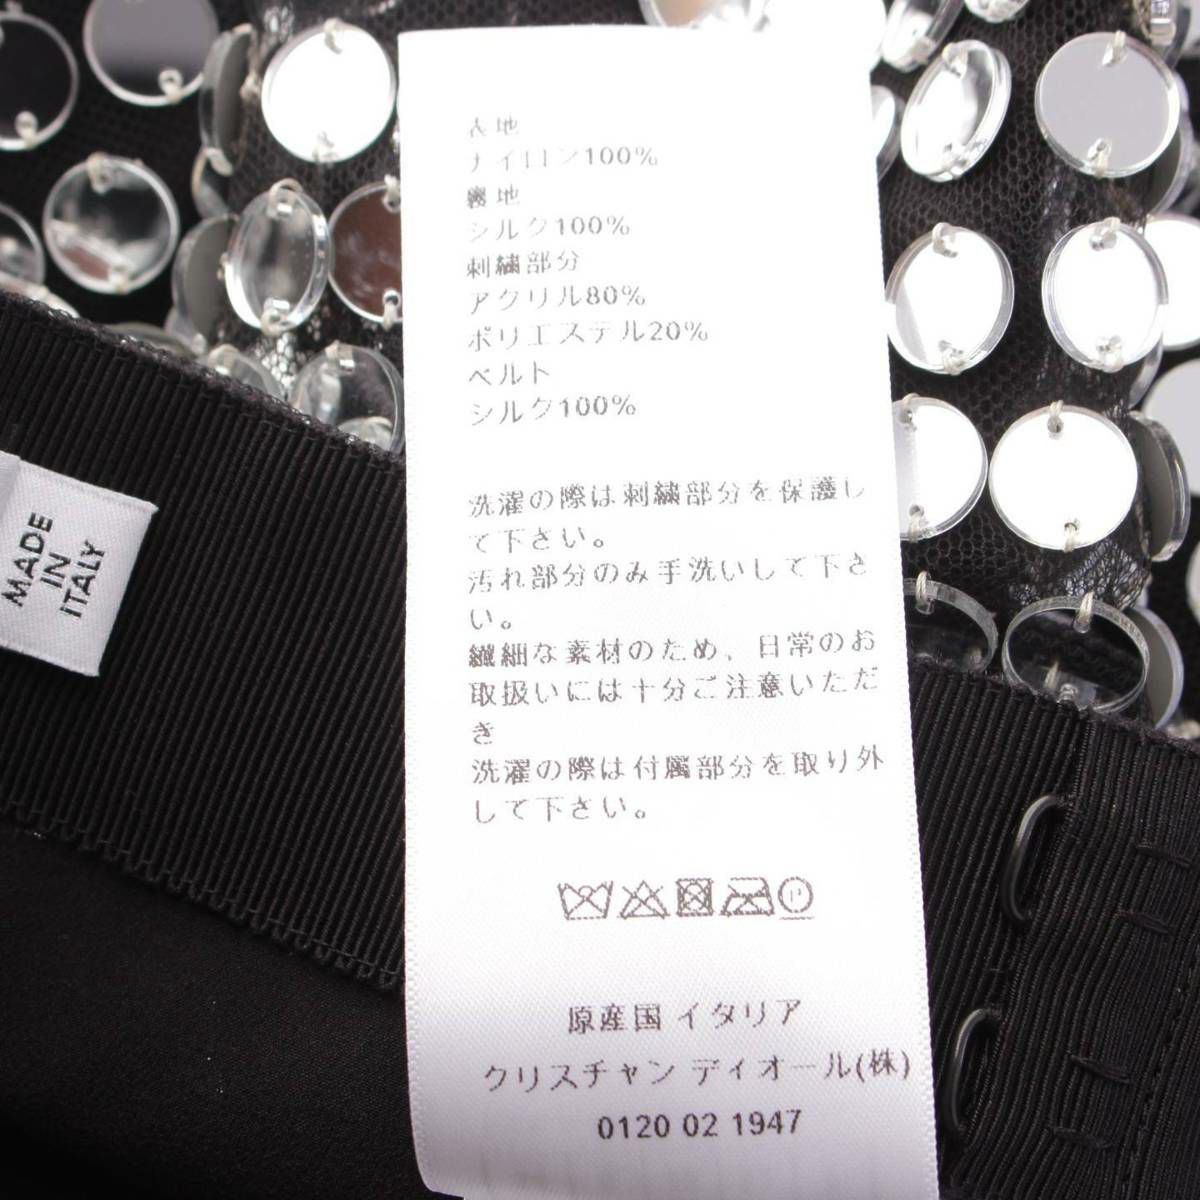 表地
ナイロン100%
裏地
シルク100%
刺繍部分
アクリル80%
ポリエステル20%
ベルト
シルク100%
洗濯の際は刺繍部分を保護し
て下さい。
汚れ部分のみ手洗いして下さ
い。
繊細な素材のため、日常のお
取扱いには十分ご注意いただ
き
洗濯の際は付属部分を取り外
して下さい。
P
原産国 イタリア
クリスチャン ディオール(株)
0120 02 1947
MADE
IN
ITALY